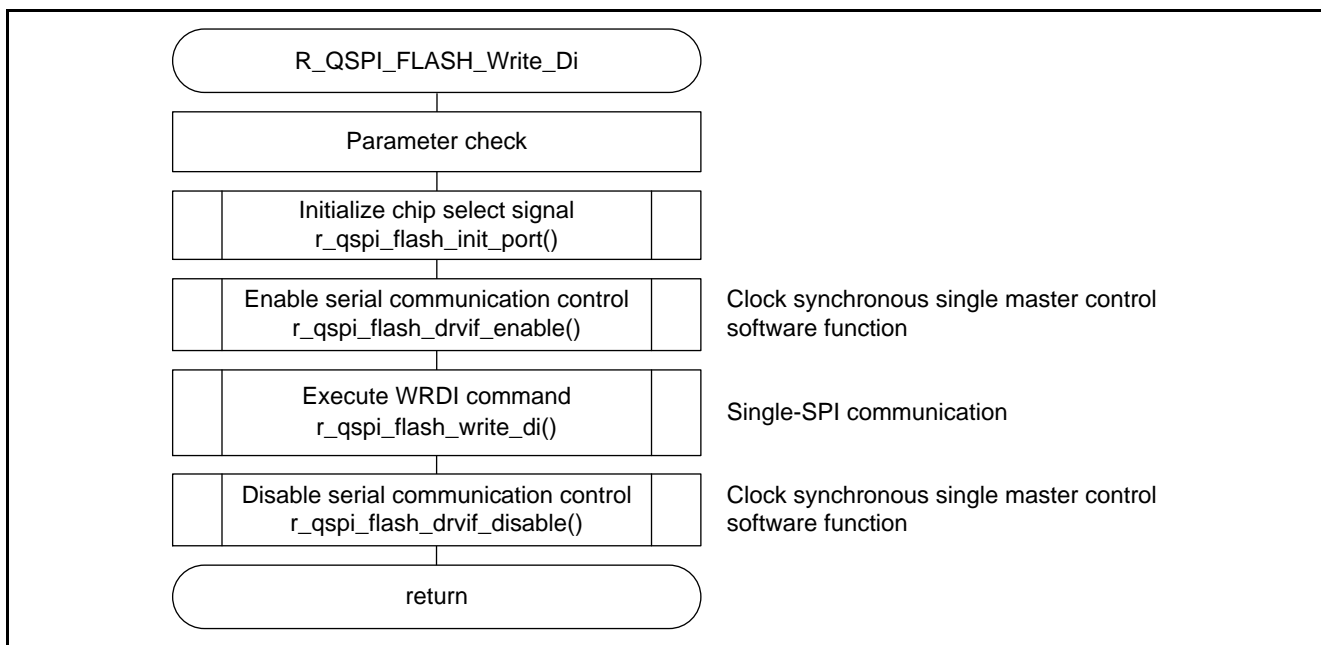 R_QSPI_FLASH_Write_Di
Parameter check
Initialize chip select signal
r_qspi_flash_init_port()
Enable serial communication control
r_qspi_flash_drvif_enable()
Clock synchronous single master control
software function
Execute WRDI command
r_qspi_flash_write_di()
Single-SPI communication
Disable serial communication control
r_qspi_flash_drvif_disable()
Clock synchronous single master control
software function
return